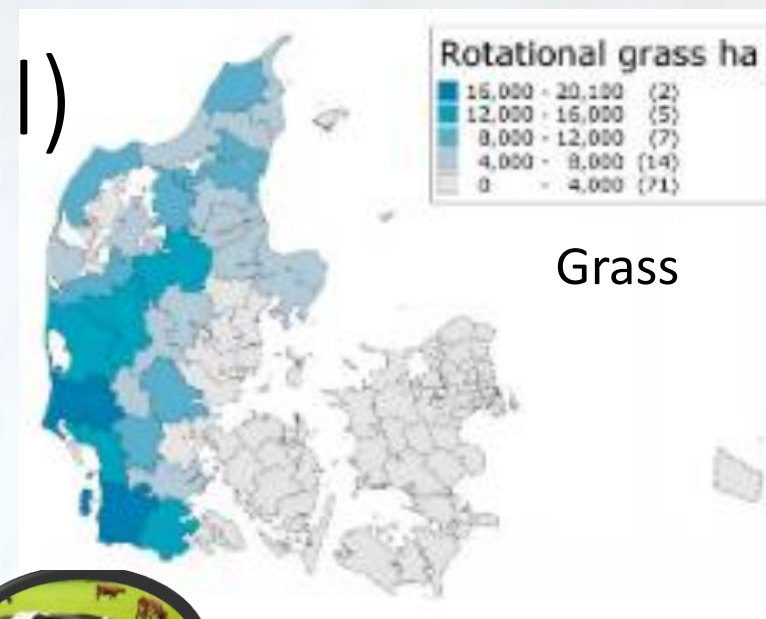 l)
Rotational grass ha
16,000 - 20,100 (2)
12,000 - 16,000 (5)
8,000 - 12,000 (7)
4,000 - 8,000 (14)
0 - 4,000 (71)
Grass